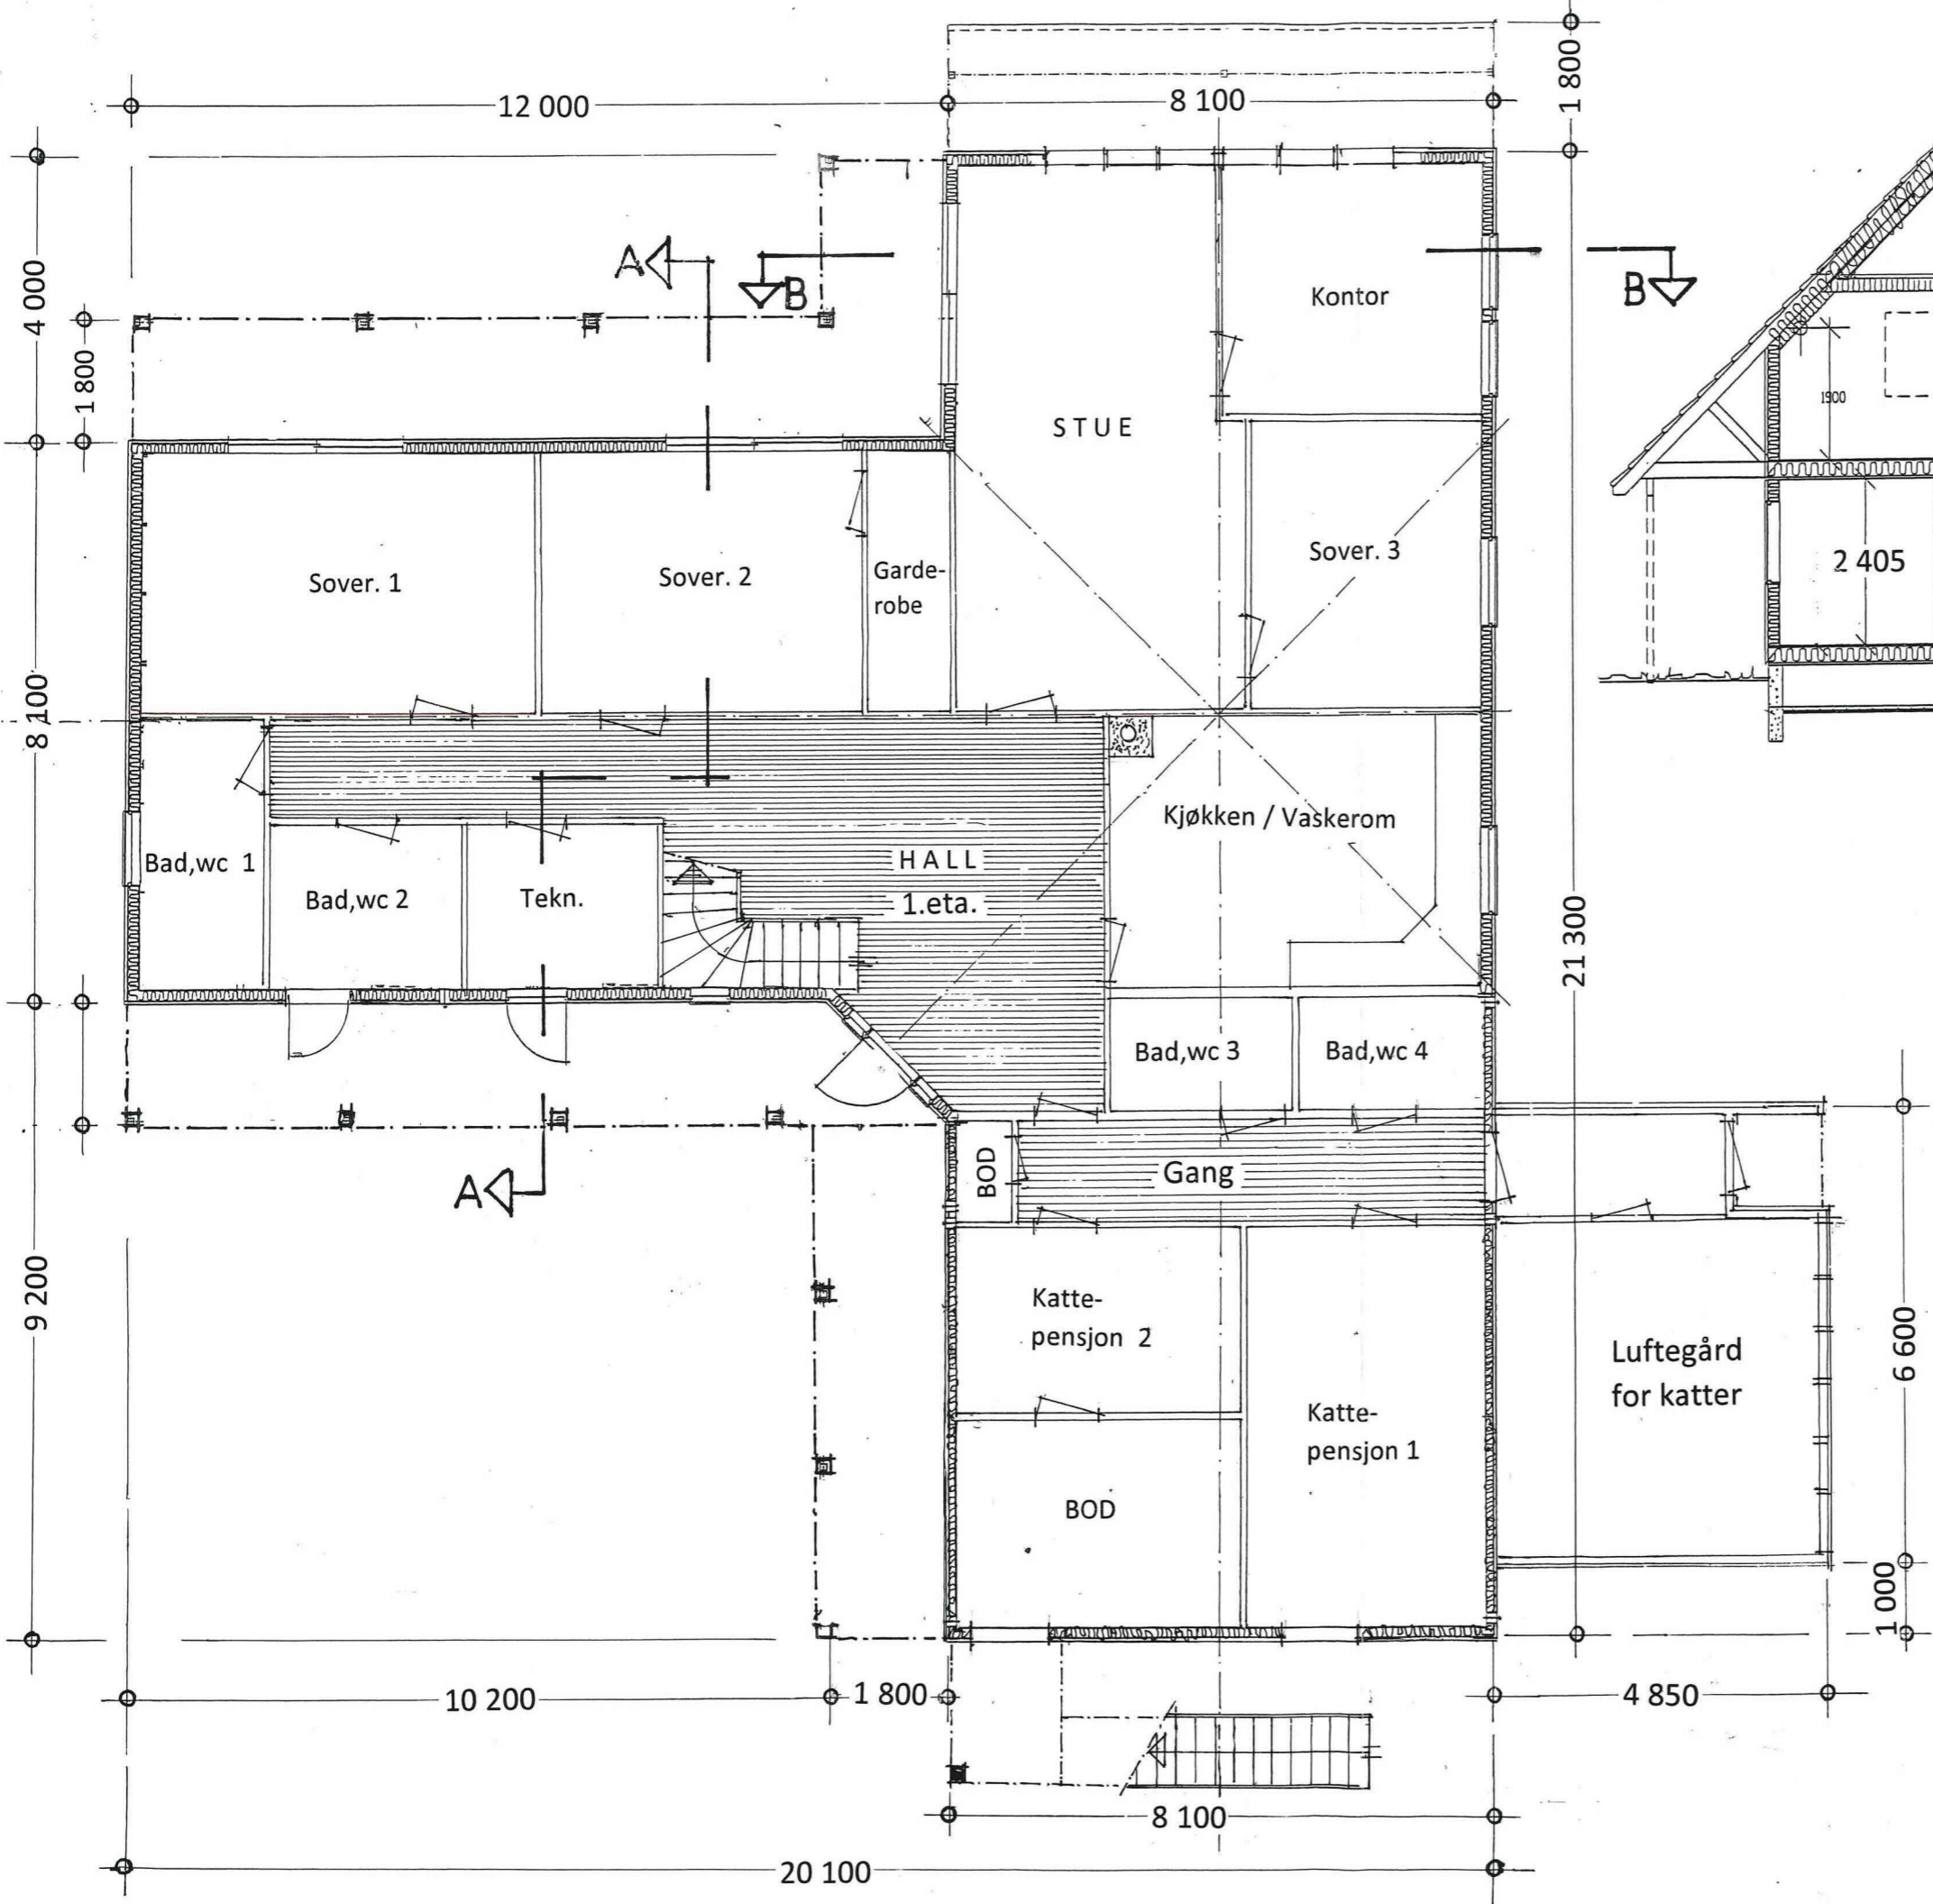 1 800
12 000
8 100
4 000
A
B
B
Kontor
1 800
1900
STUE
Sover. 1
Sover. 2
Garde-
robe
Sover. 3
2 405
8 100
Kjøkken / Vaskerom
Bad,wc 1
Bad,wc 2
Tekn.
HALL
1.eta.
21 300
Bad,wc 3
Bad,wc 4
A
BOD
Gang
9 200
Katte-
pensjon 2
Katte-
pensjon 1
Luftegård
for katter
6 600
BOD
1 000
10 200
1 800
4 850
8 100
20 100